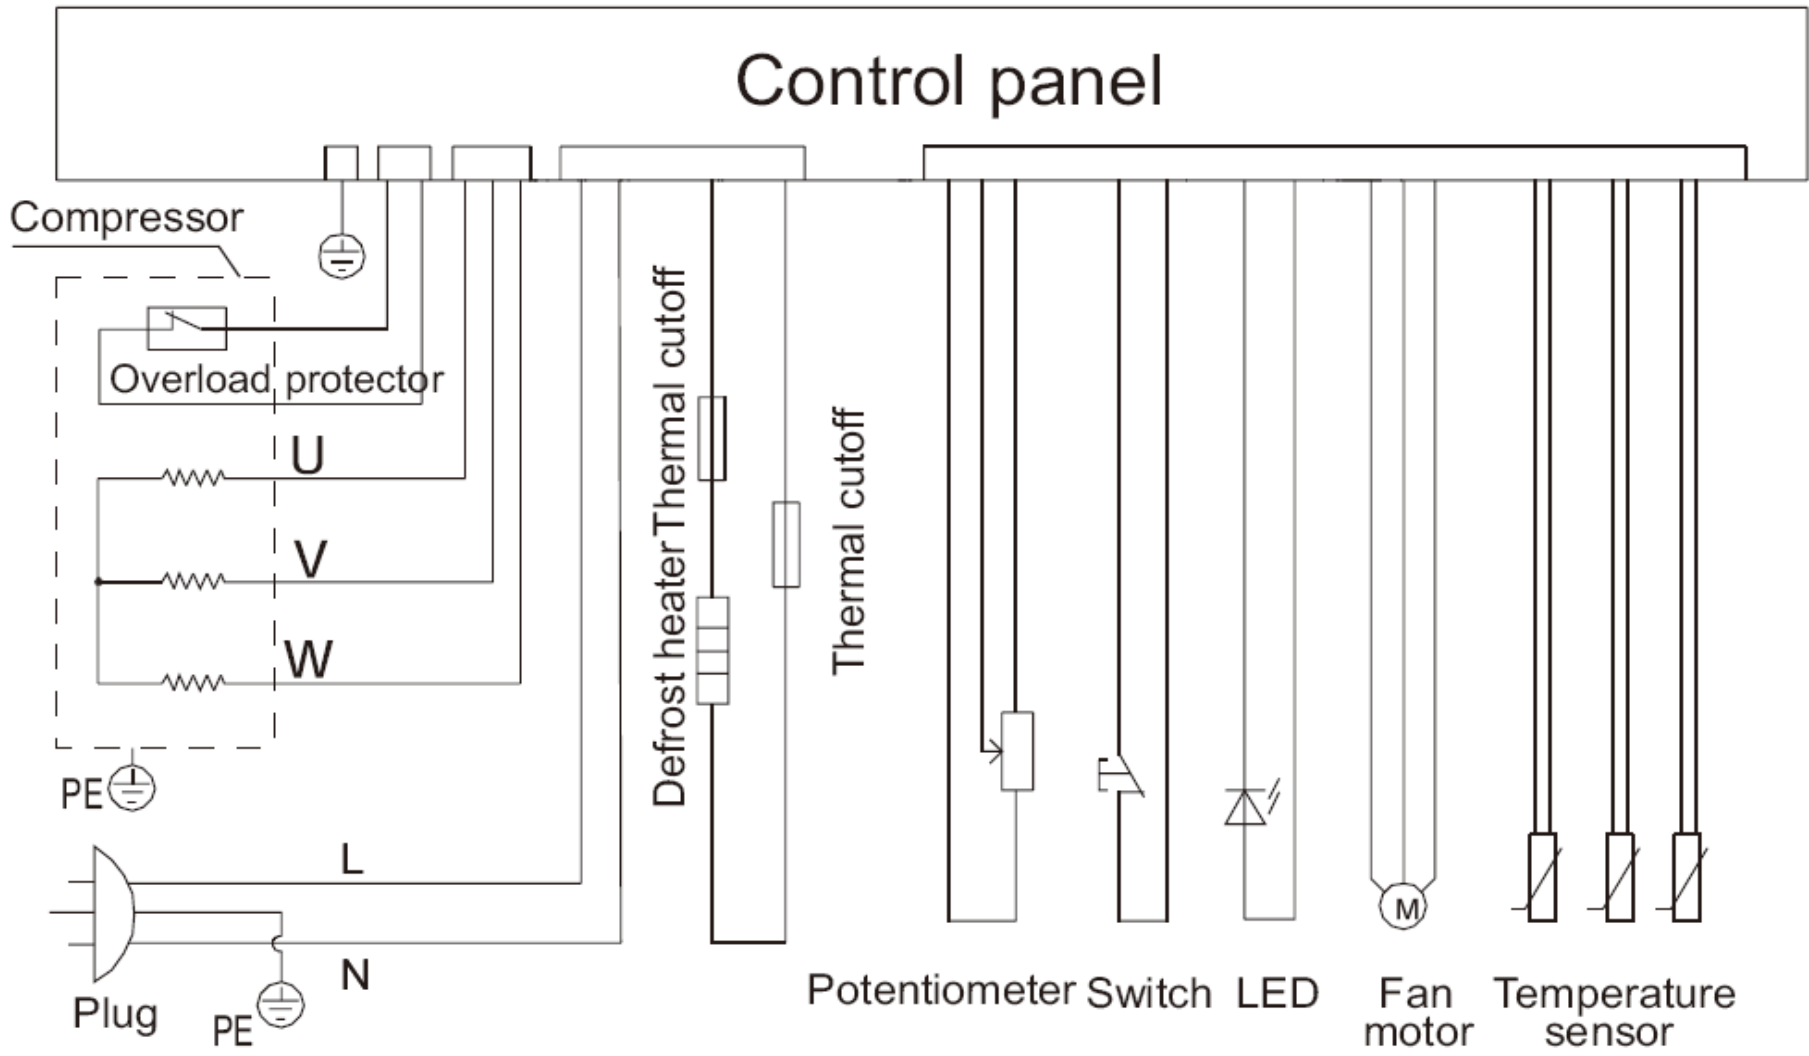 Control panel
Compressor
Overload protector
U
V
W
PE
L
N
Plug
PE
Defrost heater Thermal cutoff
Thermal cutoff
Potentiometer
Switch
LED
M
Fan
motor
Temperature
sensor